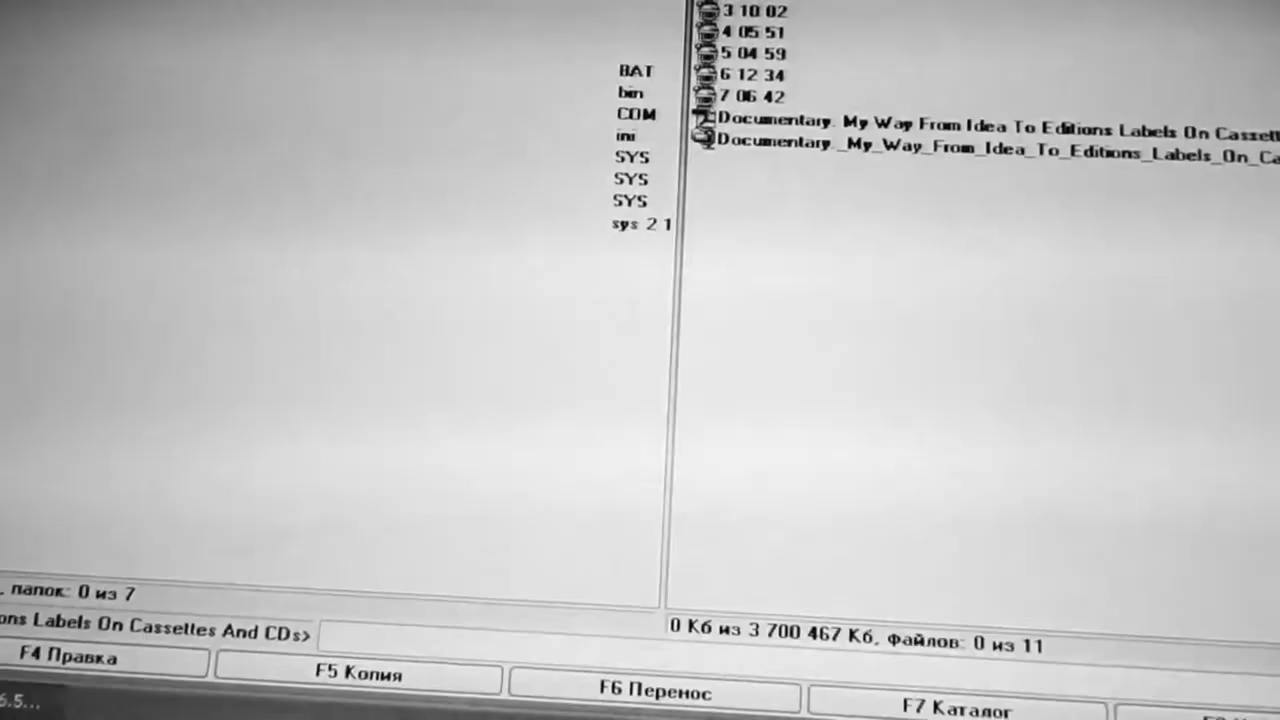 BAT
bin
COM
ini
SYS
SYS
SYS
sys 2 1
3 10 02
4 05 51
5 04 59
6 12 34
7 06 42
Documentary. My Way From Idea To Editions Labels On Cassett
Documentary._My_Way_From_Idea_To_Editions_Labels_On_Ca
, папок: 0 из 7
0 Кб из 3 700 467 Кб, файлов: 0 из 11
ons Labels On Cassettes And CDs>
F4 Правка
F5 Копия
F6 Перенос
F7 Каталог
6.5...